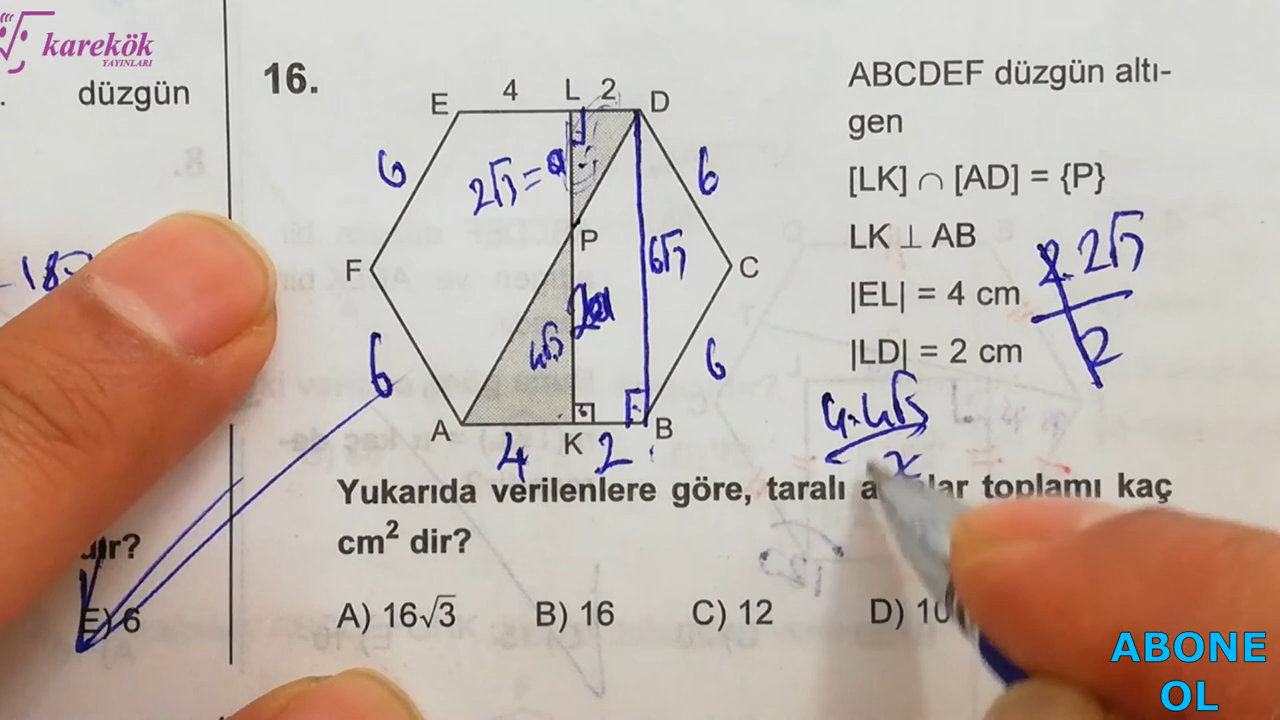 karekök
YAYINLARI
düzgün
16.
E 4 L 2 D
6
2√3 = a
6
ABCDEF düzgün altı-
gen
[LK] ∩ [AD] = {P}
LK ⊥ AB
|EL| = 4 cm
|LD| = 2 cm
F
P
6√3
C
2a
4√3
6
6
A
K
B
4
2
2.2√3
2
4.4√3
2
Yukarıda verilenlere göre, taralı toplamı kaç
cm² dir?
E) 6
A) 16√3 B) 16 C) 12 D)
ABONE
OL